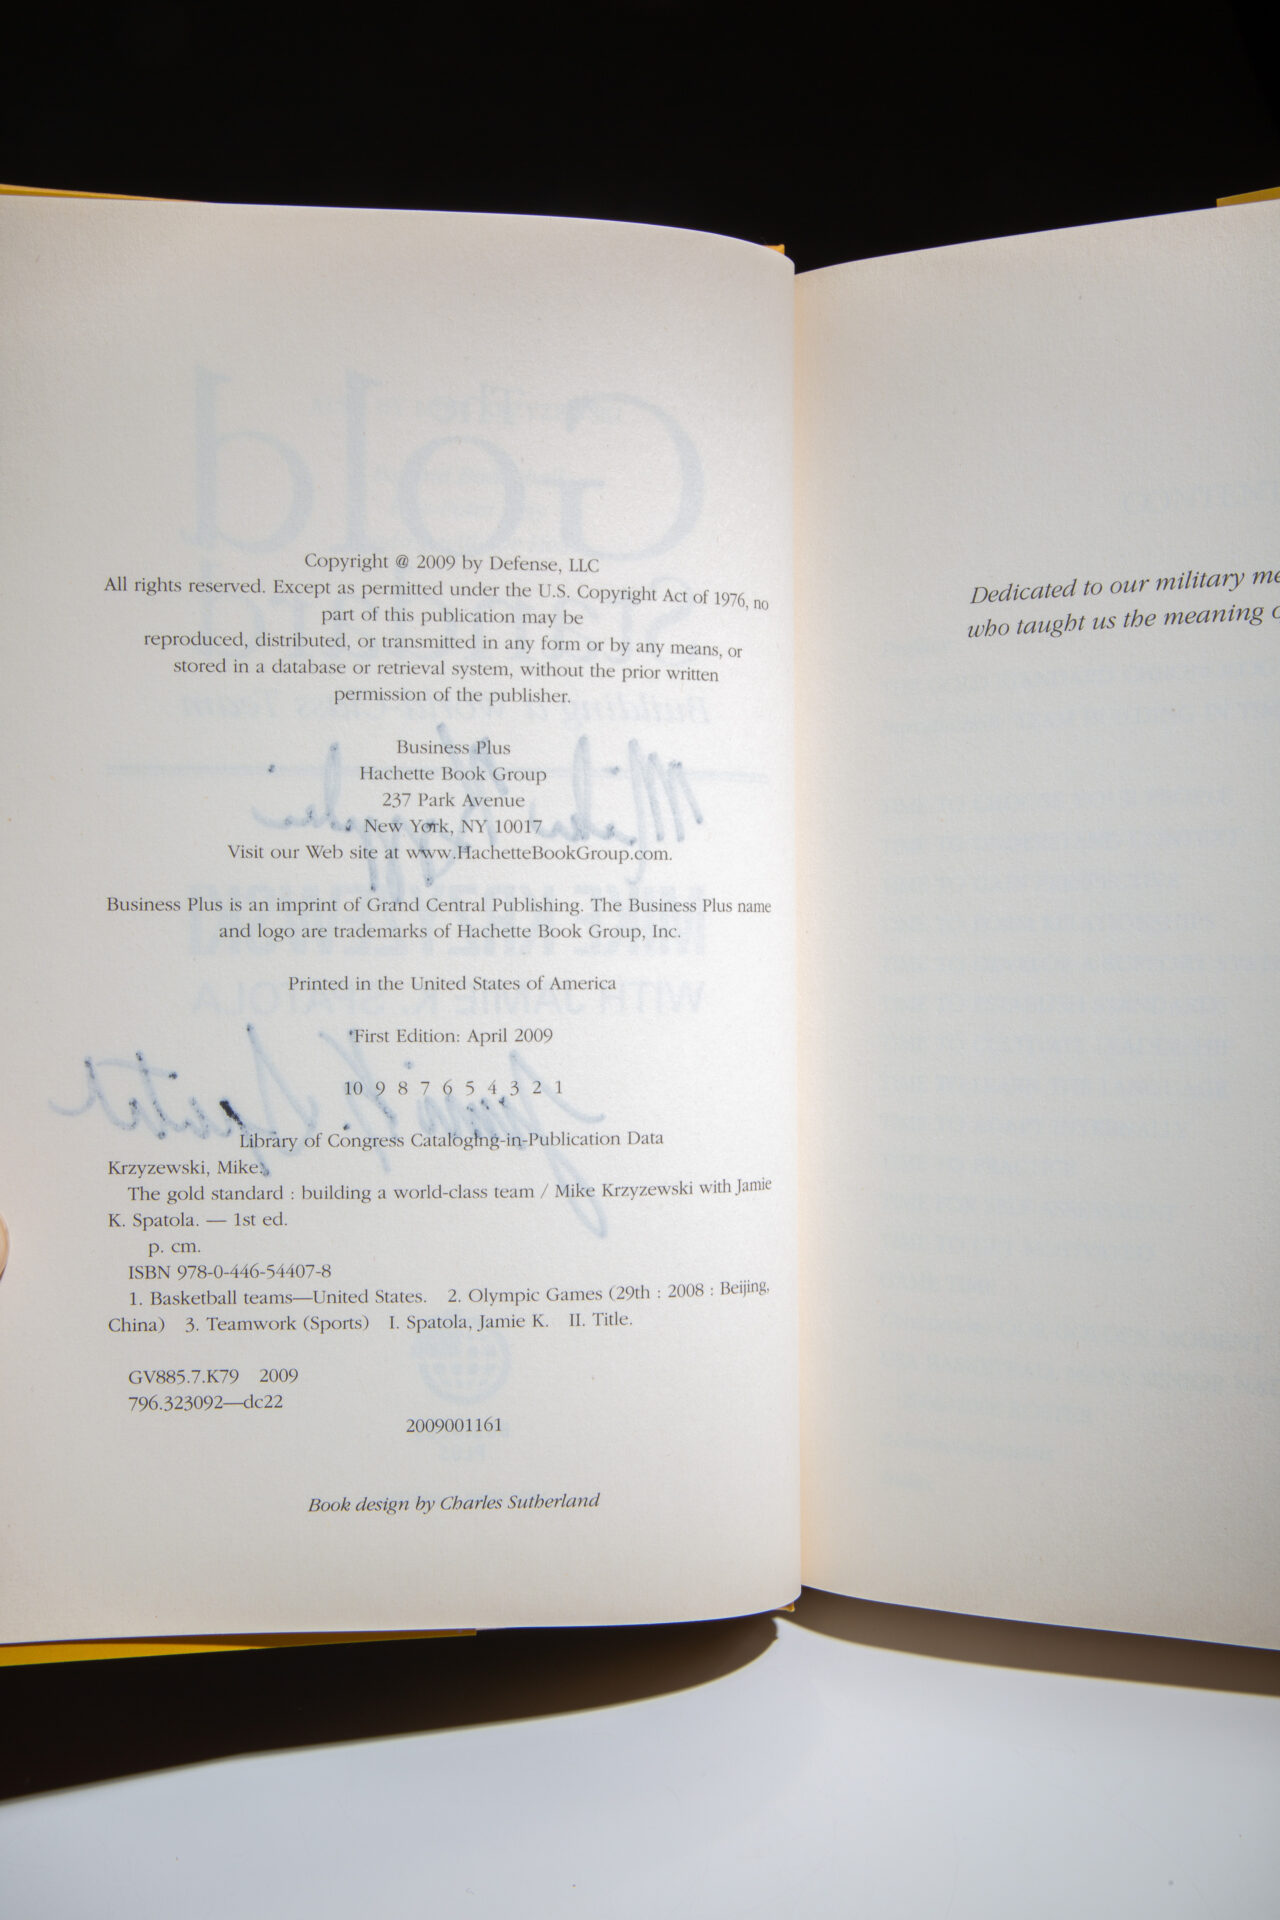 Copyright @ 2009 by Defense, LLC
All rights reserved. Except as permitted under the U.S. Copyright Act of 1976, no
part of this publication may be
reproduced, distributed, or transmitted in any form or by any means, or
stored in a database or retrieval system, without the prior written
permission of the publisher.
Business Plus
Hachette Book Group
237 Park Avenue
New York, NY 10017
Visit our Web site at www.HachetteBookGroup.com.
Business Plus is an imprint of Grand Central Publishing. The Business Plus name
and logo are trademarks of Hachette Book Group, Inc.
Printed in the United States of America
First Edition: April 2009
10 9 8 7 6 5 4 3 2 1
Library of Congress Cataloging-in-Publication Data
Krzyzewski, Mike.
The gold standard : building a world-class team / Mike Krzyzewski with Jamie
K. Spatola. — 1st ed.
p. cm.
ISBN 978-0-446-54407-8
1. Basketball teams—United States. 2. Olympic Games (29th : 2008 : Beijing,
China) 3. Teamwork (Sports) I. Spatola, Jamie K. II. Title.
GV885.7.K79 2009
796.323092—dc22
2009001161
Book design by Charles Sutherland
Dedicated to our military
who taught us the meaning